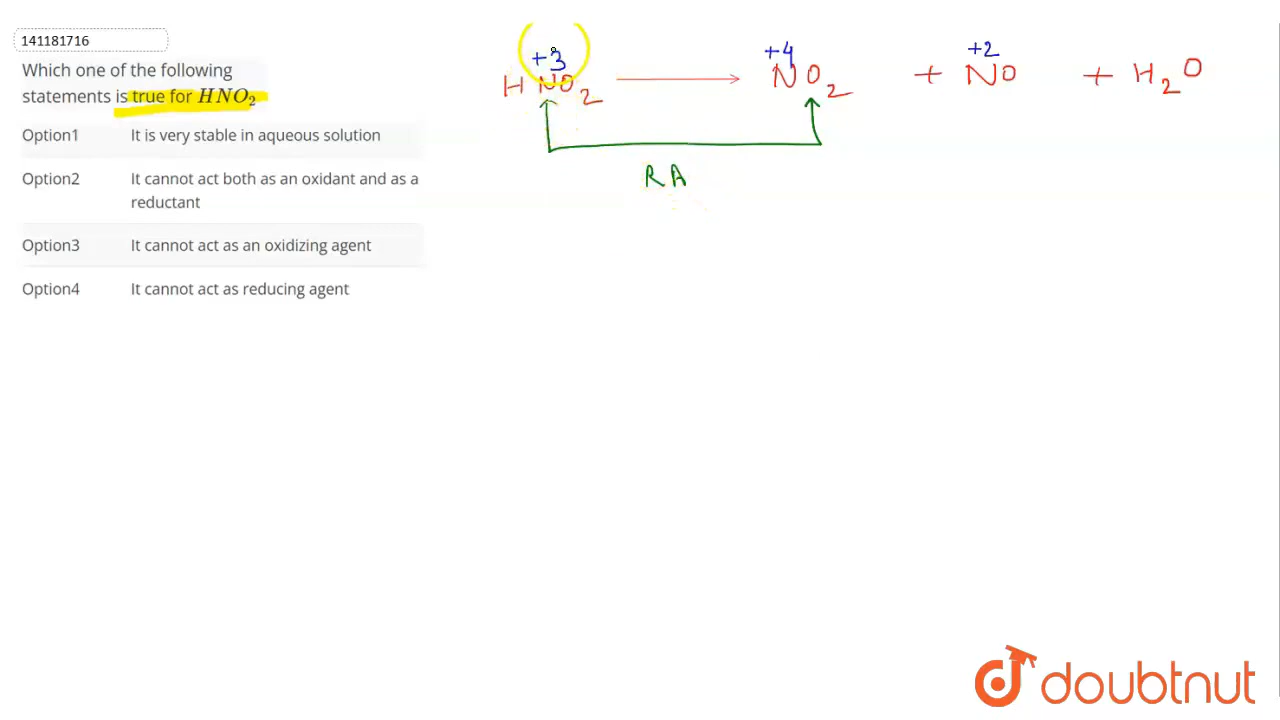 141181716
Which one of the following
statements is true for HNO₂
Option1 It is very stable in aqueous solution
Option2 It cannot act both as an oxidant and as a
reductant
Option3 It cannot act as an oxidizing agent
Option4 It cannot act as reducing agent
+3 +4 +2
HNO₂ → NO₂ + NO + H₂O
RA
doubtnut